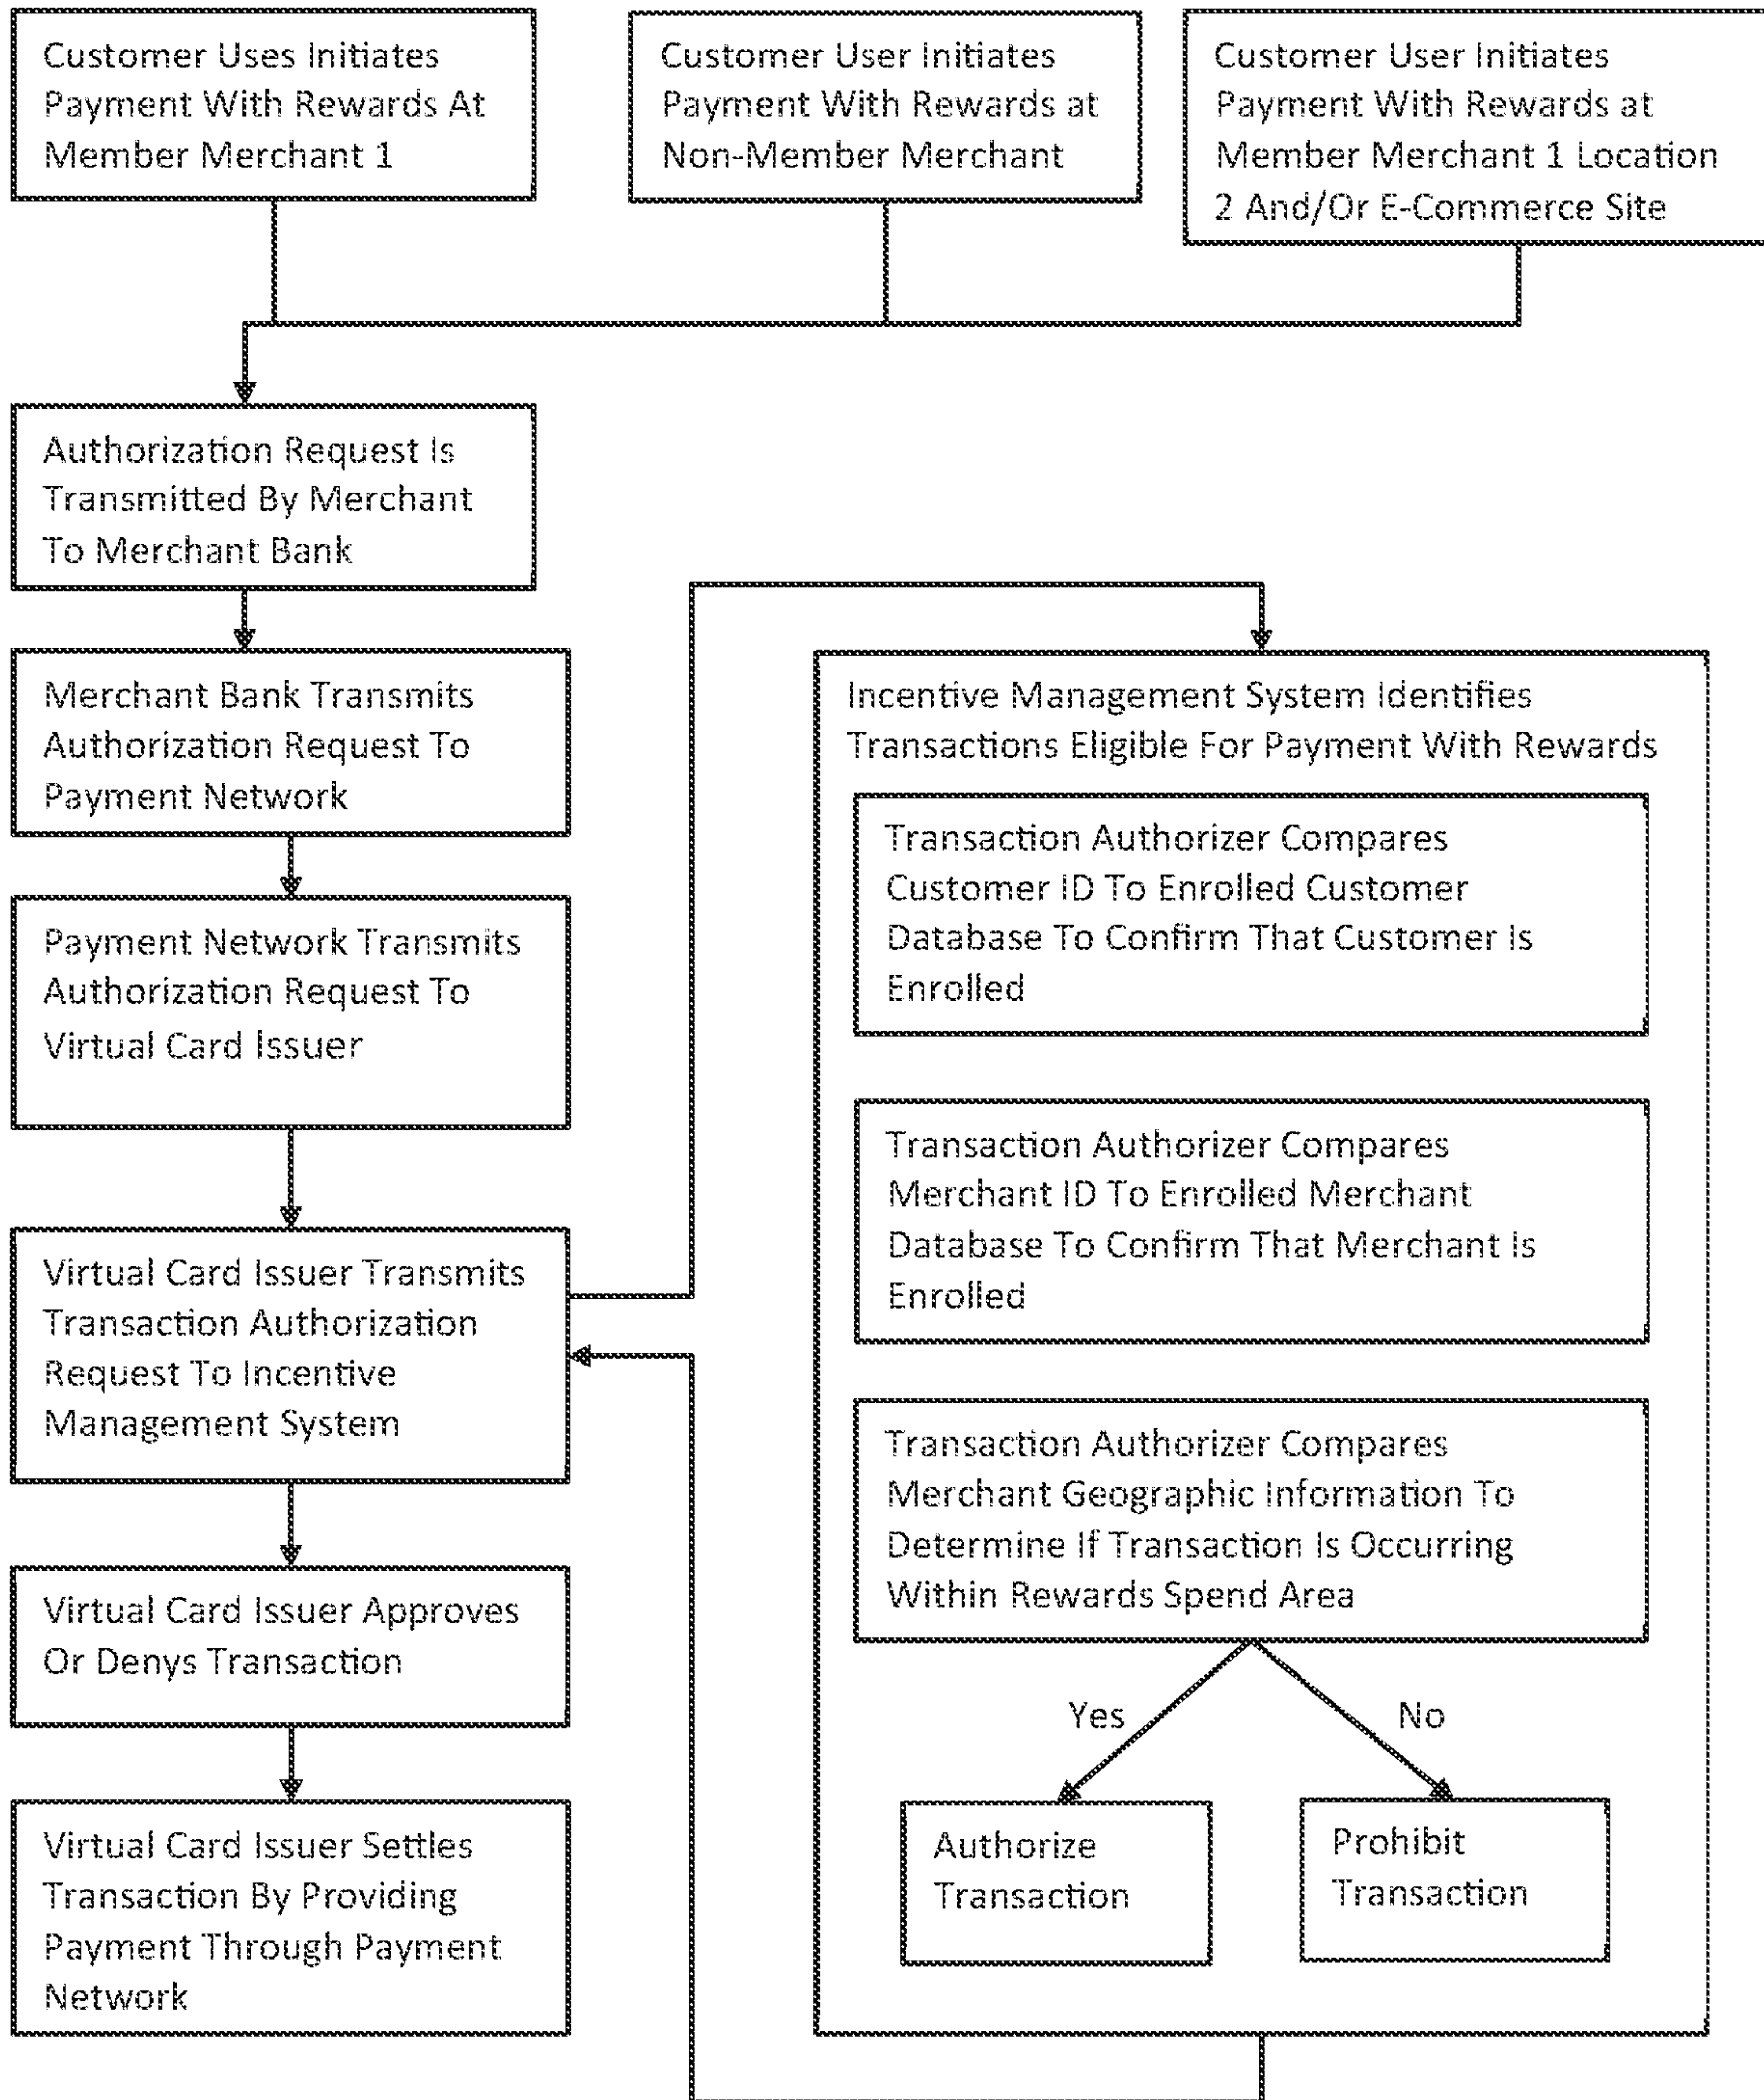 Customer Uses Initiates
Payment With Rewards At
Member Merchant 1
Customer User Initiates
Payment With Rewards at
Non-Member Merchant
Customer User Initiates
Payment With Rewards at
Member Merchant 1 Location
2 And/Or E-Commerce Site
Authorization Request Is
Transmitted By Merchant
To Merchant Bank
Merchant Bank Transmits
Authorization Request To
Payment Network
Payment Network Transmits
Authorization Request To
Virtual Card Issuer
Virtual Card Issuer Transmits
Transaction Authorization
Request To Incentive
Management System
Virtual Card Issuer Approves
Or Denys Transaction
Virtual Card Issuer Settles
Transaction By Providing
Payment Through Payment
Network
Incentive Management System Identifies
Transactions Eligible For Payment With Rewards
Transaction Authorizer Compares
Customer ID To Enrolled Customer
Database To Confirm That Customer Is
Enrolled
Transaction Authorizer Compares
Merchant ID To Enrolled Merchant
Database To Confirm That Merchant Is
Enrolled
Transaction Authorizer Compares
Merchant Geographic Information To
Determine If Transaction Is Occurring
Within Rewards Spend Area
Yes
No
Authorize
Transaction
Prohibit
Transaction